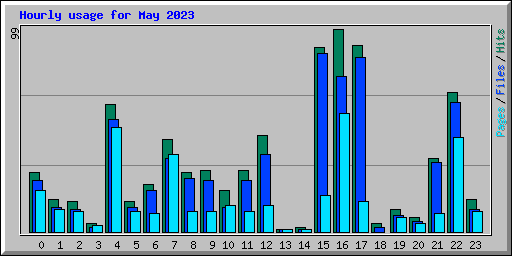 Hourly usage for May 2023
99
Pages / Files / Hits
0 1 2 3 4 5 6 7 8 9 10 11 12 13 14 15 16 17 18 19 20 21 22 23